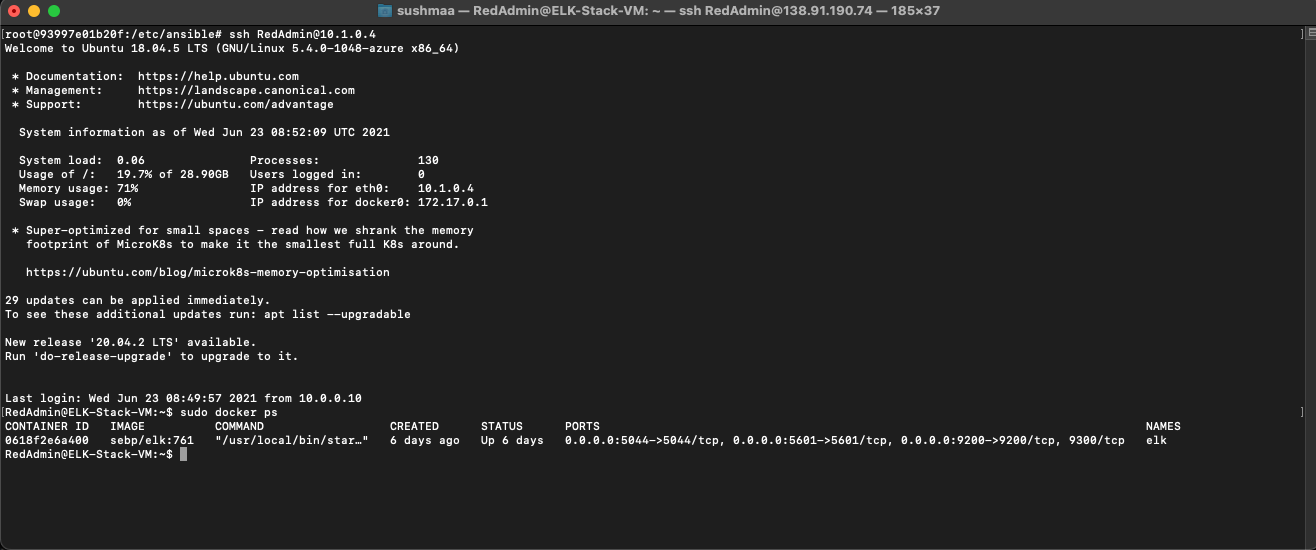 sushmaa — RedAdmin@ELK-Stack-VM: ~ — ssh RedAdmin@138.91.190.74 — 185×37
[root@93997e01b20f:/etc/ansible# ssh RedAdmin@10.1.0.4 ]
Welcome to Ubuntu 18.04.5 LTS (GNU/Linux 5.4.0-1048-azure x86_64)
* Documentation:  https://help.ubuntu.com
* Management:     https://landscape.canonical.com
* Support:        https://ubuntu.com/advantage
System information as of Wed Jun 23 08:52:09 UTC 2021
System load:  0.06               Processes:              130
Usage of /:   19.7% of 28.90GB   Users logged in:        0
Memory usage: 71%                IP address for eth0:    10.1.0.4
Swap usage:   0%                 IP address for docker0: 172.17.0.1
* Super-optimized for small spaces - read how we shrank the memory
footprint of MicroK8s to make it the smallest full K8s around.
https://ubuntu.com/blog/microk8s-memory-optimisation
29 updates can be applied immediately.
To see these additional updates run: apt list --upgradable
New release '20.04.2 LTS' available.
Run 'do-release-upgrade' to upgrade to it.
Last login: Wed Jun 23 08:49:57 2021 from 10.0.0.10
[RedAdmin@ELK-Stack-VM:~$ sudo docker ps ]
CONTAINER ID   IMAGE          COMMAND                  CREATED      STATUS      PORTS                                                                              NAMES
0618f2e6a400   sebp/elk:761   "/usr/local/bin/star…"   6 days ago   Up 6 days   0.0.0.0:5044->5044/tcp, 0.0.0.0:5601->5601/tcp, 0.0.0.0:9200->9200/tcp, 9300/tcp   elk
RedAdmin@ELK-Stack-VM:~$